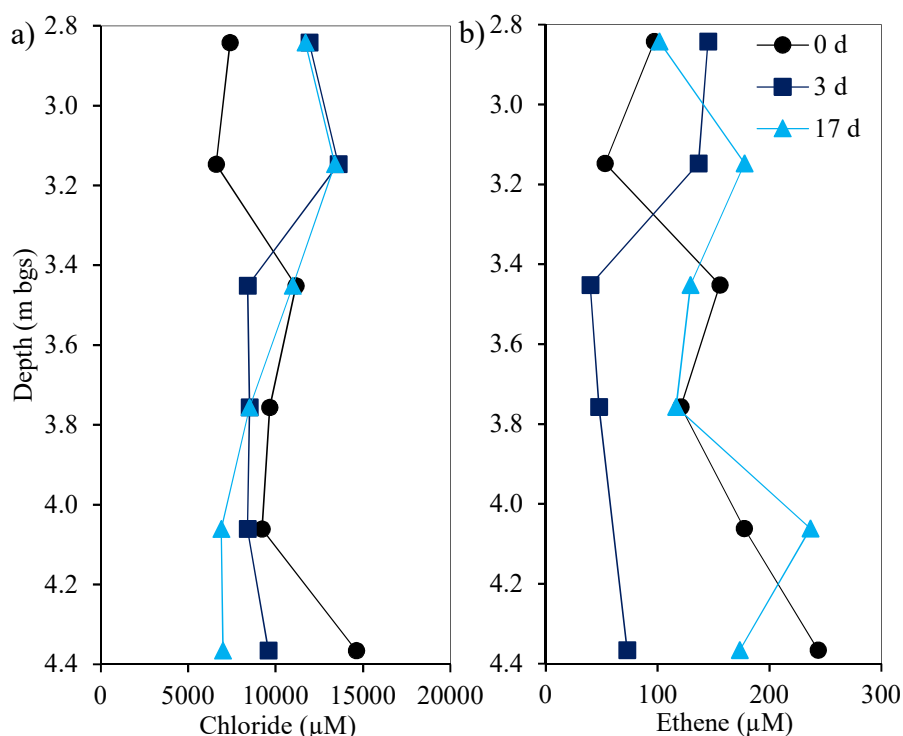 a)
2.8
3.0
3.2
3.4
3.6
3.8
4.0
4.2
4.4
Depth (m bgs)
0 5000 10000 15000 20000
Chloride (µM)
b)
2.8
3.0
3.2
3.4
3.6
3.8
4.0
4.2
4.4
0 d
3 d
17 d
0 100 200 300
Ethene (µM)